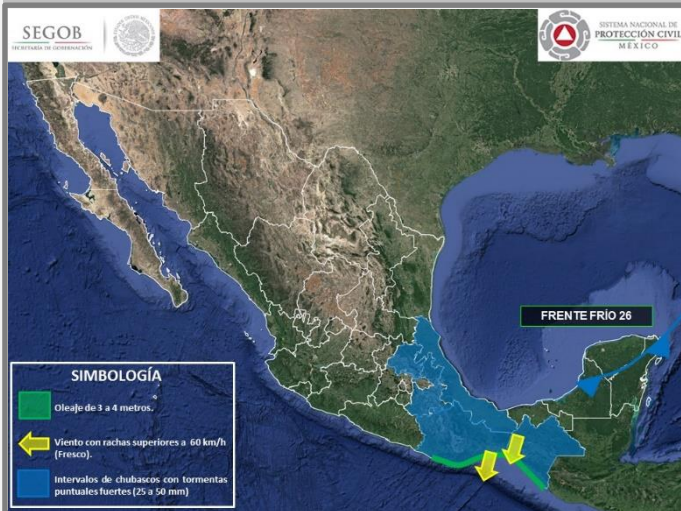 SEGOB
SECRETARÍA DE GOBERNACIÓN
SISTEMA NACIONAL DE
PROTECCIÓN CIVIL
MÉXICO
FRENTE FRÍO 26
SIMBOLOGÍA
Oleaje de 3 a 4 metros.
Viento con rachas superiores a 60 km/h
(Fresco).
Intervalos de chubascos con tormentas
puntuales fuertes (25 a 50 mm)